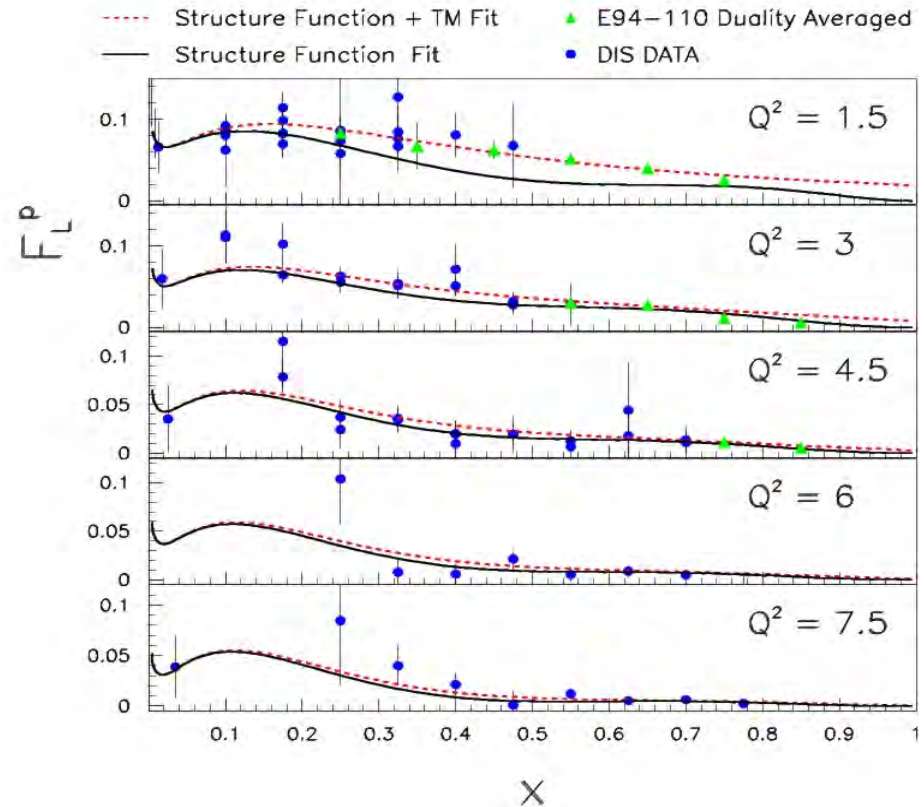 Structure Function + TM Fit
E94-110 Duality Averaged
Structure Function Fit
DIS DATA
Q² = 1.5
0.1
0
F_L^p
Q² = 3
0.1
0
Q² = 4.5
0.1
0.05
0
Q² = 6
0.1
0.05
0
Q² = 7.5
0.1
0.05
0
0.1 0.2 0.3 0.4 0.5 0.6 0.7 0.8 0.9 1
X